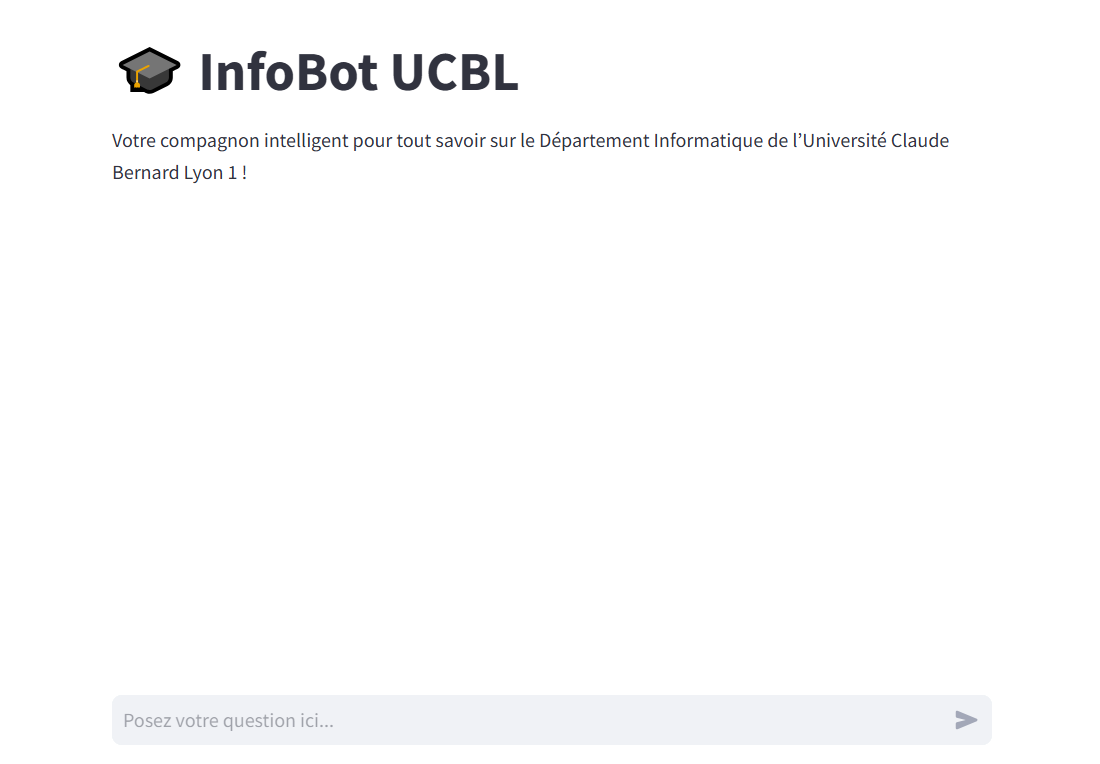 InfoBot UCBL
Votre compagnon intelligent pour tout savoir sur le Département Informatique de l’Université Claude
Bernard Lyon 1 !
Posez votre question ici...